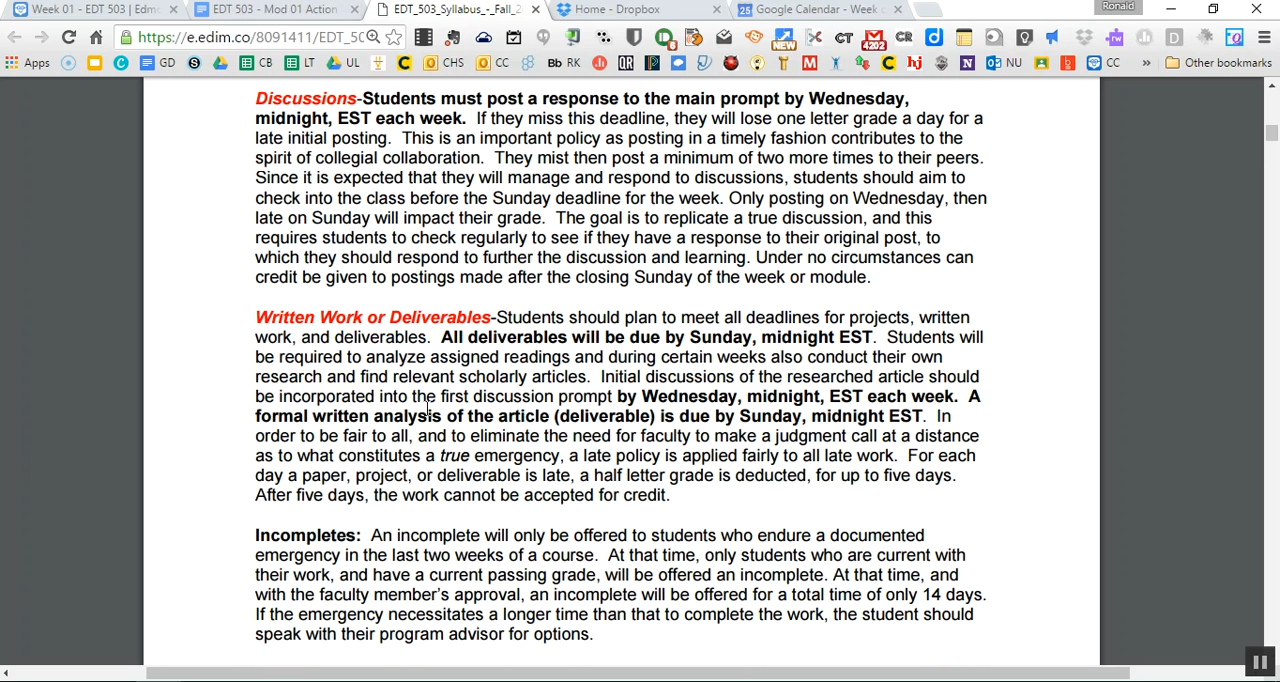 Week 01 - EDT 503 | Edmo
EDT 503 - Mod 01 Action
EDT_503_Syllabus_-_Fall_2
Home - Dropbox
Google Calendar - Week o
Ronald
https://e.edim.co/8091411/EDT_50
6
NEW
CT
4202
CR
Apps
GD
CB
LT
UL
CHS
CC
Bb RK
QR
hj
NU
CC
»
Other bookmarks
Discussions-Students must post a response to the main prompt by Wednesday,
midnight, EST each week. If they miss this deadline, they will lose one letter grade a day for a
late initial posting. This is an important policy as posting in a timely fashion contributes to the
spirit of collegial collaboration. They mist then post a minimum of two more times to their peers.
Since it is expected that they will manage and respond to discussions, students should aim to
check into the class before the Sunday deadline for the week. Only posting on Wednesday, then
late on Sunday will impact their grade. The goal is to replicate a true discussion, and this
requires students to check regularly to see if they have a response to their original post, to
which they should respond to further the discussion and learning. Under no circumstances can
credit be given to postings made after the closing Sunday of the week or module.
Written Work or Deliverables-Students should plan to meet all deadlines for projects, written
work, and deliverables. All deliverables will be due by Sunday, midnight EST. Students will
be required to analyze assigned readings and during certain weeks also conduct their own
research and find relevant scholarly articles. Initial discussions of the researched article should
be incorporated into the first discussion prompt by Wednesday, midnight, EST each week. A
formal written analysis of the article (deliverable) is due by Sunday, midnight EST. In
order to be fair to all, and to eliminate the need for faculty to make a judgment call at a distance
as to what constitutes a true emergency, a late policy is applied fairly to all late work. For each
day a paper, project, or deliverable is late, a half letter grade is deducted, for up to five days.
After five days, the work cannot be accepted for credit.
Incompletes: An incomplete will only be offered to students who endure a documented
emergency in the last two weeks of a course. At that time, only students who are current with
their work, and have a current passing grade, will be offered an incomplete. At that time, and
with the faculty member's approval, an incomplete will be offered for a total time of only 14 days.
If the emergency necessitates a longer time than that to complete the work, the student should
speak with their program advisor for options.